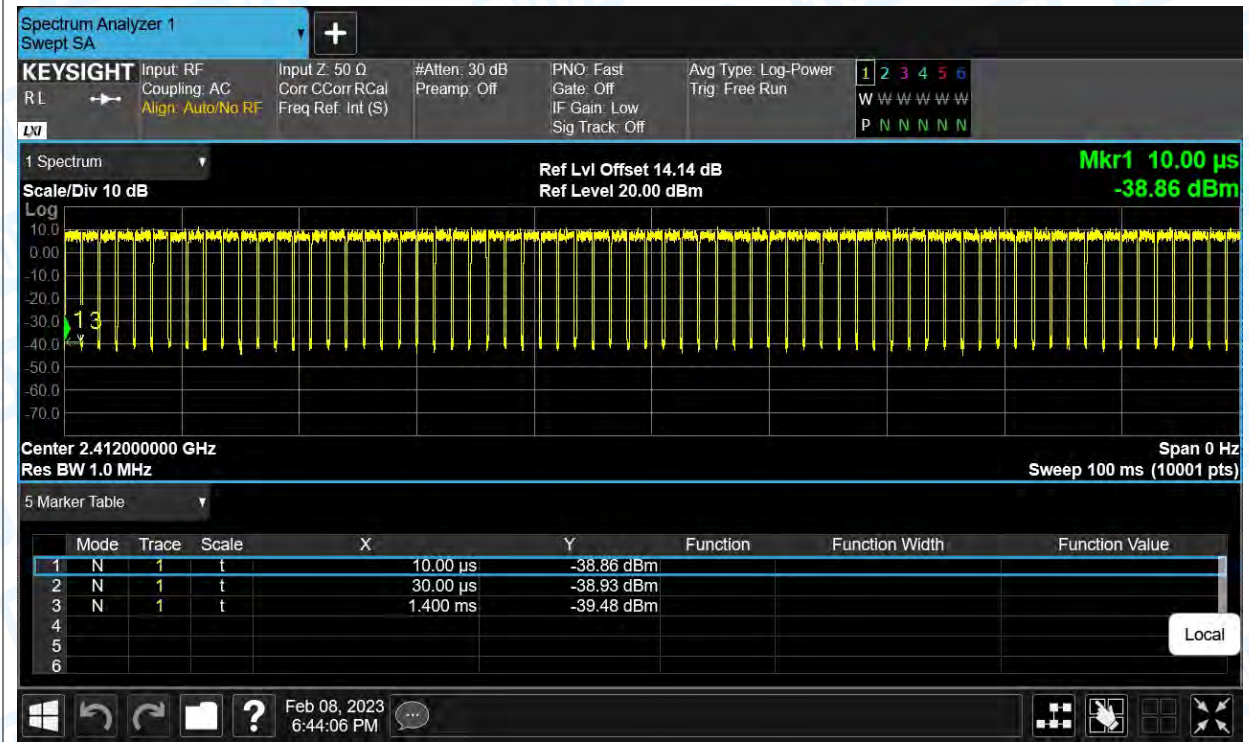 Spectrum Analyzer 1
Swept SA
KEYSIGHT
R L
LXI
Input: RF
Coupling: AC
Align: Auto/No RF
Input Z: 50 Ω
Corr CCorr RCal
Freq Ref: Int (S)
#Atten: 30 dB
Preamp: Off
PNO: Fast
Gate: Off
IF Gain: Low
Sig Track: Off
Avg Type: Log-Power
Trig: Free Run
1 2 3 4 5 6
W W W W W W
P N N N N N
1 Spectrum
Scale/Div 10 dB
Ref Lvl Offset 14.14 dB
Ref Level 20.00 dBm
Mkr1 10.00 µs
-38.86 dBm
Log
10.0
0.00
-10.0
-20.0
-30.0
-40.0
-50.0
-60.0
-70.0
1 3
Center 2.412000000 GHz
Res BW 1.0 MHz
Span 0 Hz
Sweep 100 ms (10001 pts)
5 Marker Table
Mode Trace Scale X Y Function Function Width Function Value
1 N 1 t 10.00 µs -38.86 dBm
2 N 1 t 30.00 µs -38.93 dBm
3 N 1 t 1.400 ms -39.48 dBm
4
5
6
Local
?
Feb 08, 2023
6:44:06 PM